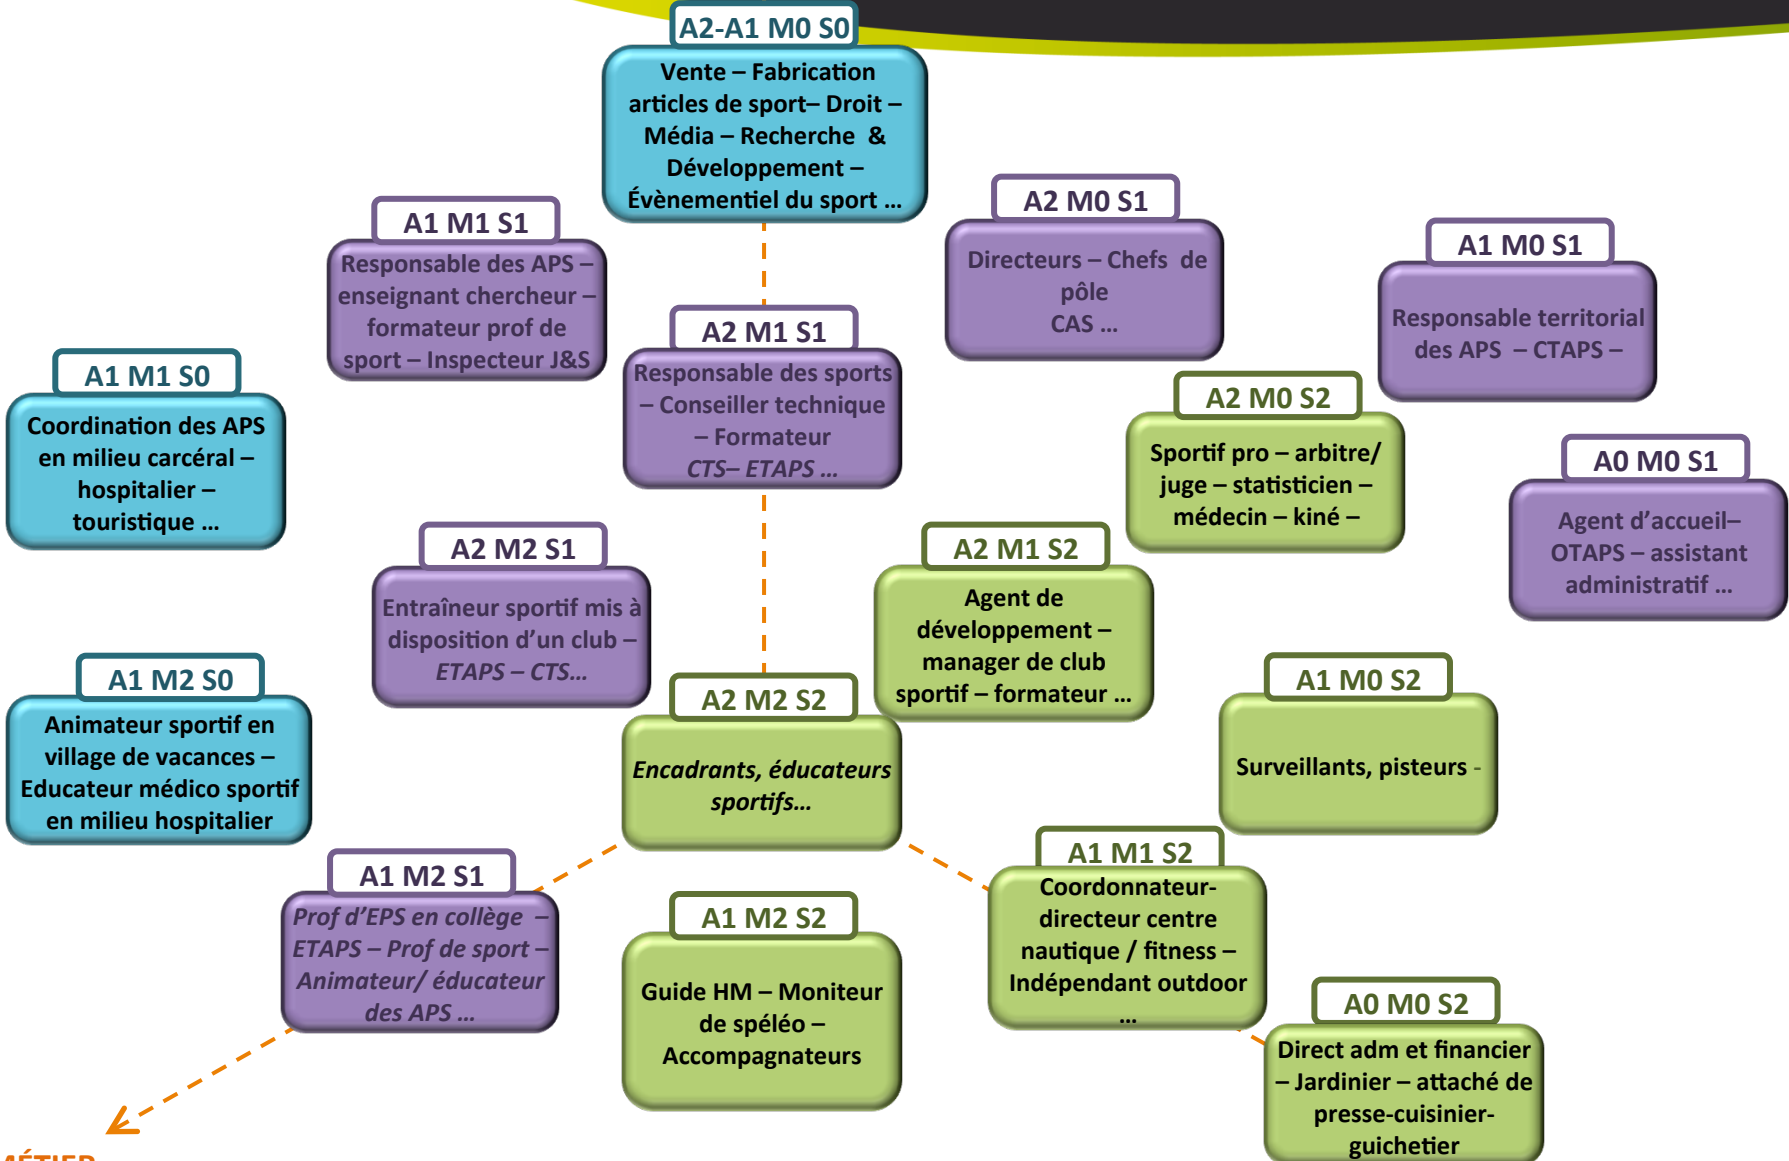 A2-A1 M0 S0
Vente – Fabrication
articles de sport– Droit –
Média – Recherche &
Développement –
Évènementiel du sport ...
A1 M1 S1
Responsable des APS –
enseignant chercheur –
formateur prof de
sport – Inspecteur J&S
A2 M0 S1
Directeurs – Chefs de
pôle
CAS ...
A1 M0 S1
Responsable territorial
des APS – CTAPS –
A2 M1 S1
Responsable des sports
– Conseiller technique
– Formateur
CTS– ETAPS ...
A1 M1 S0
Coordination des APS
en milieu carcéral –
hospitalier –
touristique ...
A2 M0 S2
Sportif pro – arbitre/
juge – statisticien –
médecin – kiné –
A0 M0 S1
Agent d’accueil–
OTAPS – assistant
administratif ...
A2 M2 S1
Entraîneur sportif mis à
disposition d’un club –
ETAPS – CTS...
A2 M1 S2
Agent de
développement –
manager de club
sportif – formateur ...
A1 M2 S0
Animateur sportif en
village de vacances –
Educateur médico sportif
en milieu hospitalier
A2 M2 S2
Encadrants, éducateurs
sportifs...
A1 M0 S2
Surveillants, pisteurs -
A1 M2 S1
Prof d’EPS en collège –
ETAPS – Prof de sport –
Animateur/ éducateur
des APS ...
A1 M2 S2
Guide HM – Moniteur
de spéléo –
Accompagnateurs
A1 M1 S2
Coordonnateur-
directeur centre
nautique / fitness –
Indépendant outdoor
...
A0 M0 S2
Direct adm et financier
– Jardinier – attaché de
presse-cuisinier-
guichetier
MÉTIER